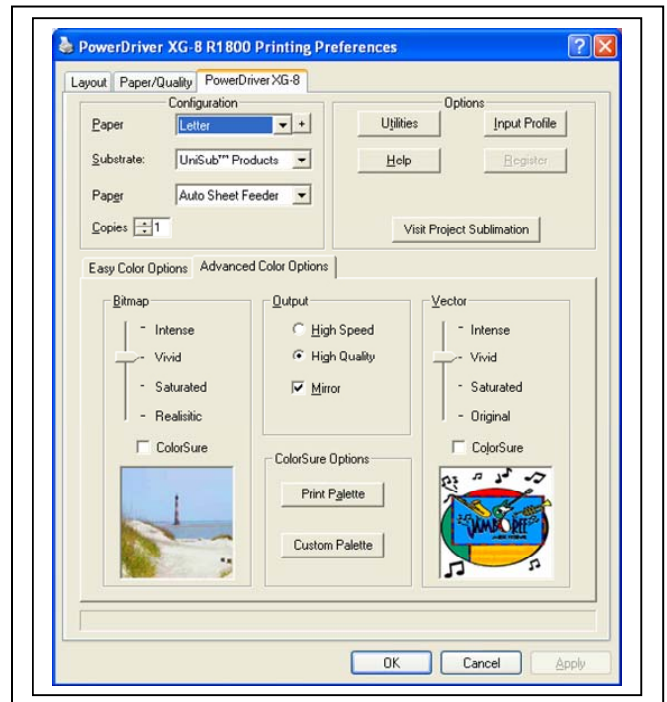 PowerDriver XG-8 R1800 Printing Preferences
Layout Paper/Quality PowerDriver XG-8
Configuration
Paper Letter +
Substrate: UniSub™ Products
Paper Auto Sheet Feeder
Copies 1
Options
Utilities Input Profile
Help Register
Visit Project Sublimation
Easy Color Options Advanced Color Options
Bitmap
Intense
Vivid
Saturated
Realisitic
ColorSure
Output
High Speed
High Quality
Mirror
ColorSure Options
Print Palette
Custom Palette
Vector
Intense
Vivid
Saturated
Original
ColorSure
JAMBOREE
OK Cancel Apply